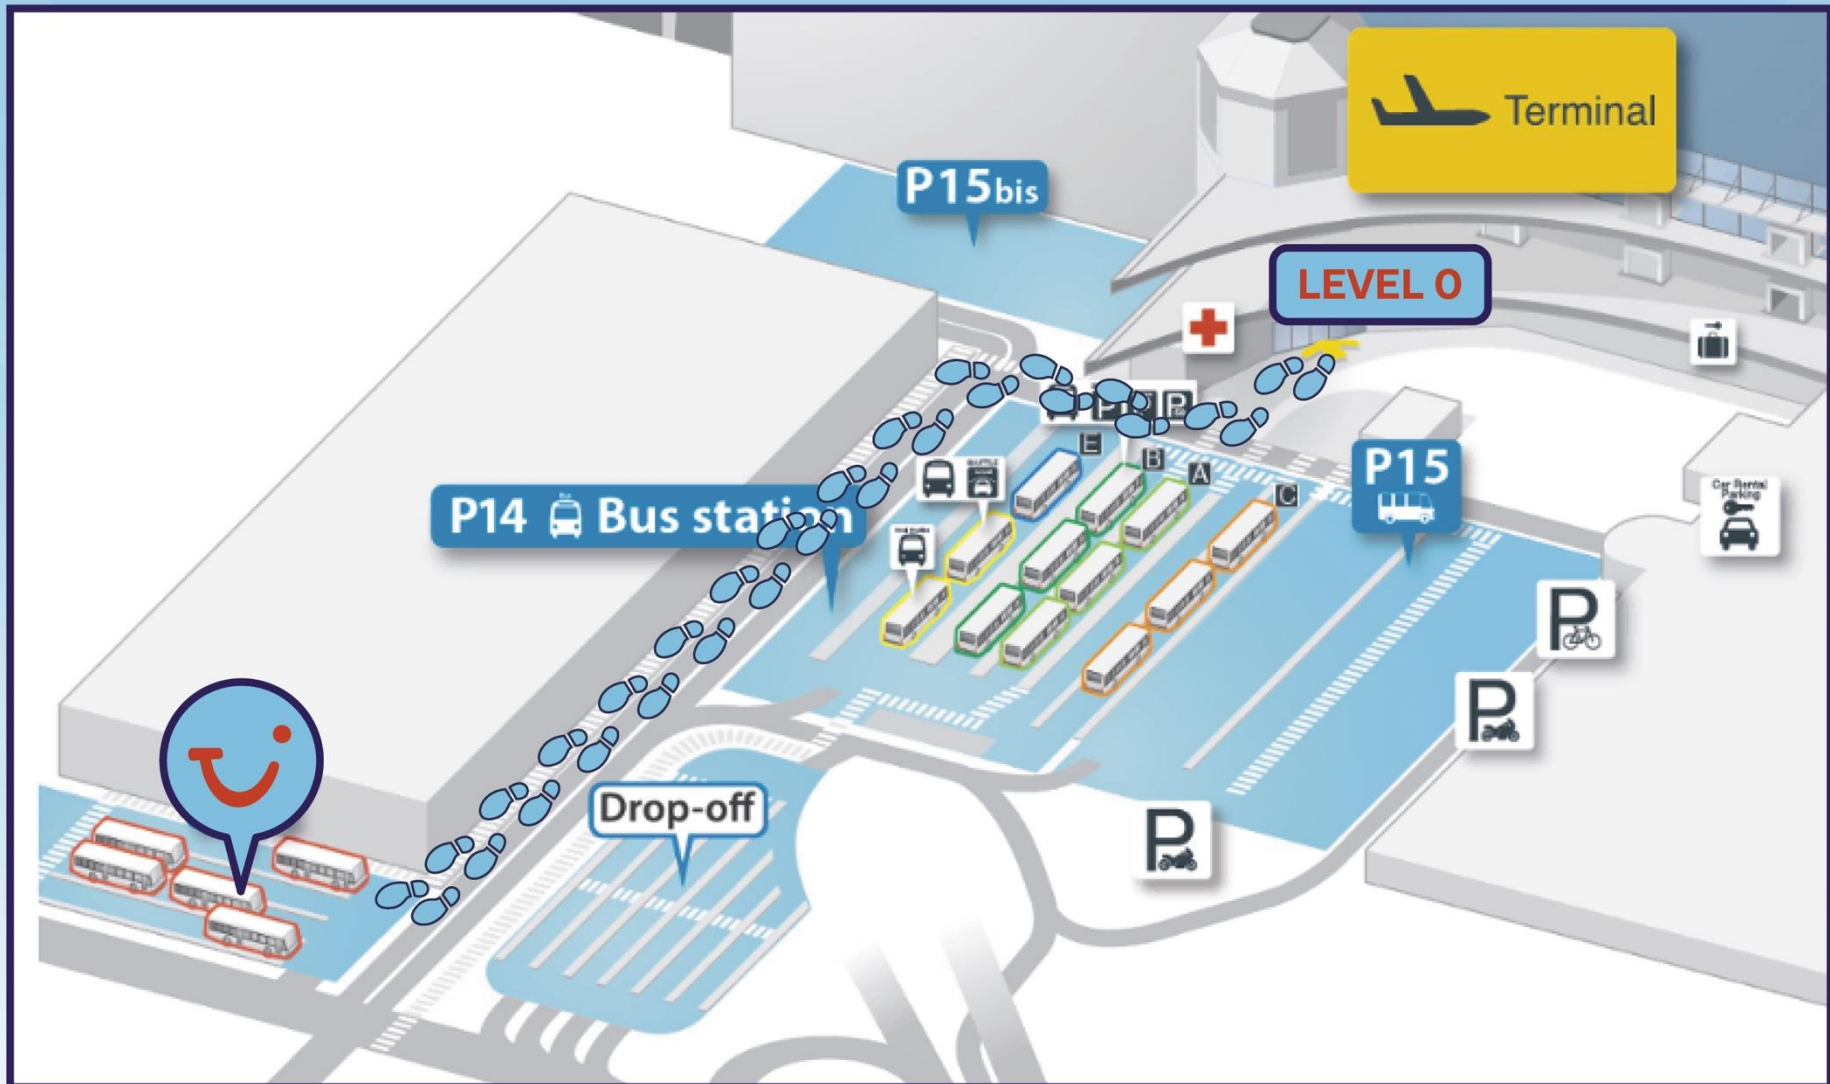 Terminal
P15bis
LEVEL 0
E
B
A
C
P15
P14 Bus station
Car Rental
Parking
P
P
P
P
P
Drop-off